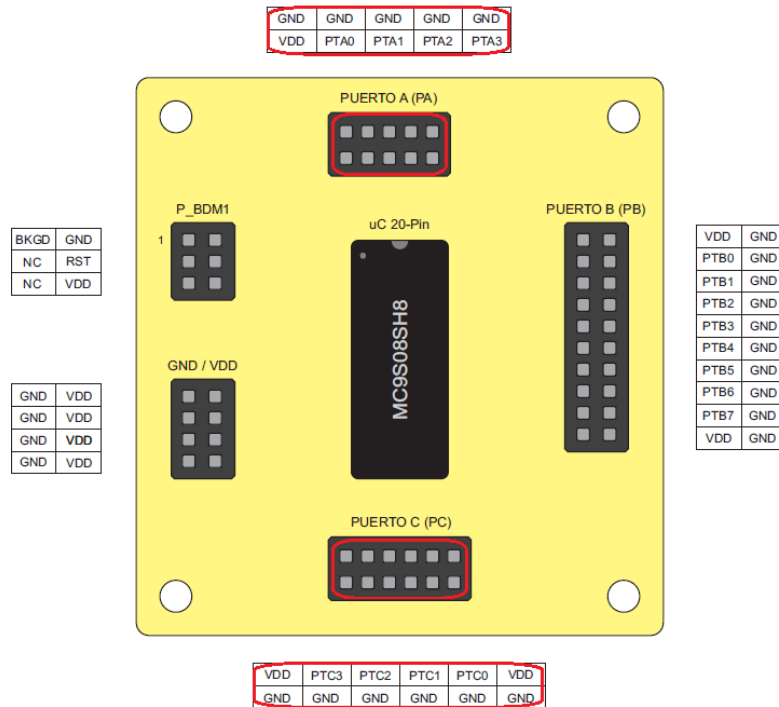 GND GND GND GND GND
VDD PTA0 PTA1 PTA2 PTA3
PUERTO A (PA)
P_BDM1
1
BKGD GND
NC RST
NC VDD
uC 20-Pin
MC9S08SH8
PUERTO B (PB)
VDD GND
PTB0 GND
PTB1 GND
PTB2 GND
PTB3 GND
PTB4 GND
PTB5 GND
PTB6 GND
PTB7 GND
VDD GND
GND / VDD
GND VDD
GND VDD
GND VDD
GND VDD
PUERTO C (PC)
VDD PTC3 PTC2 PTC1 PTC0 VDD
GND GND GND GND GND GND